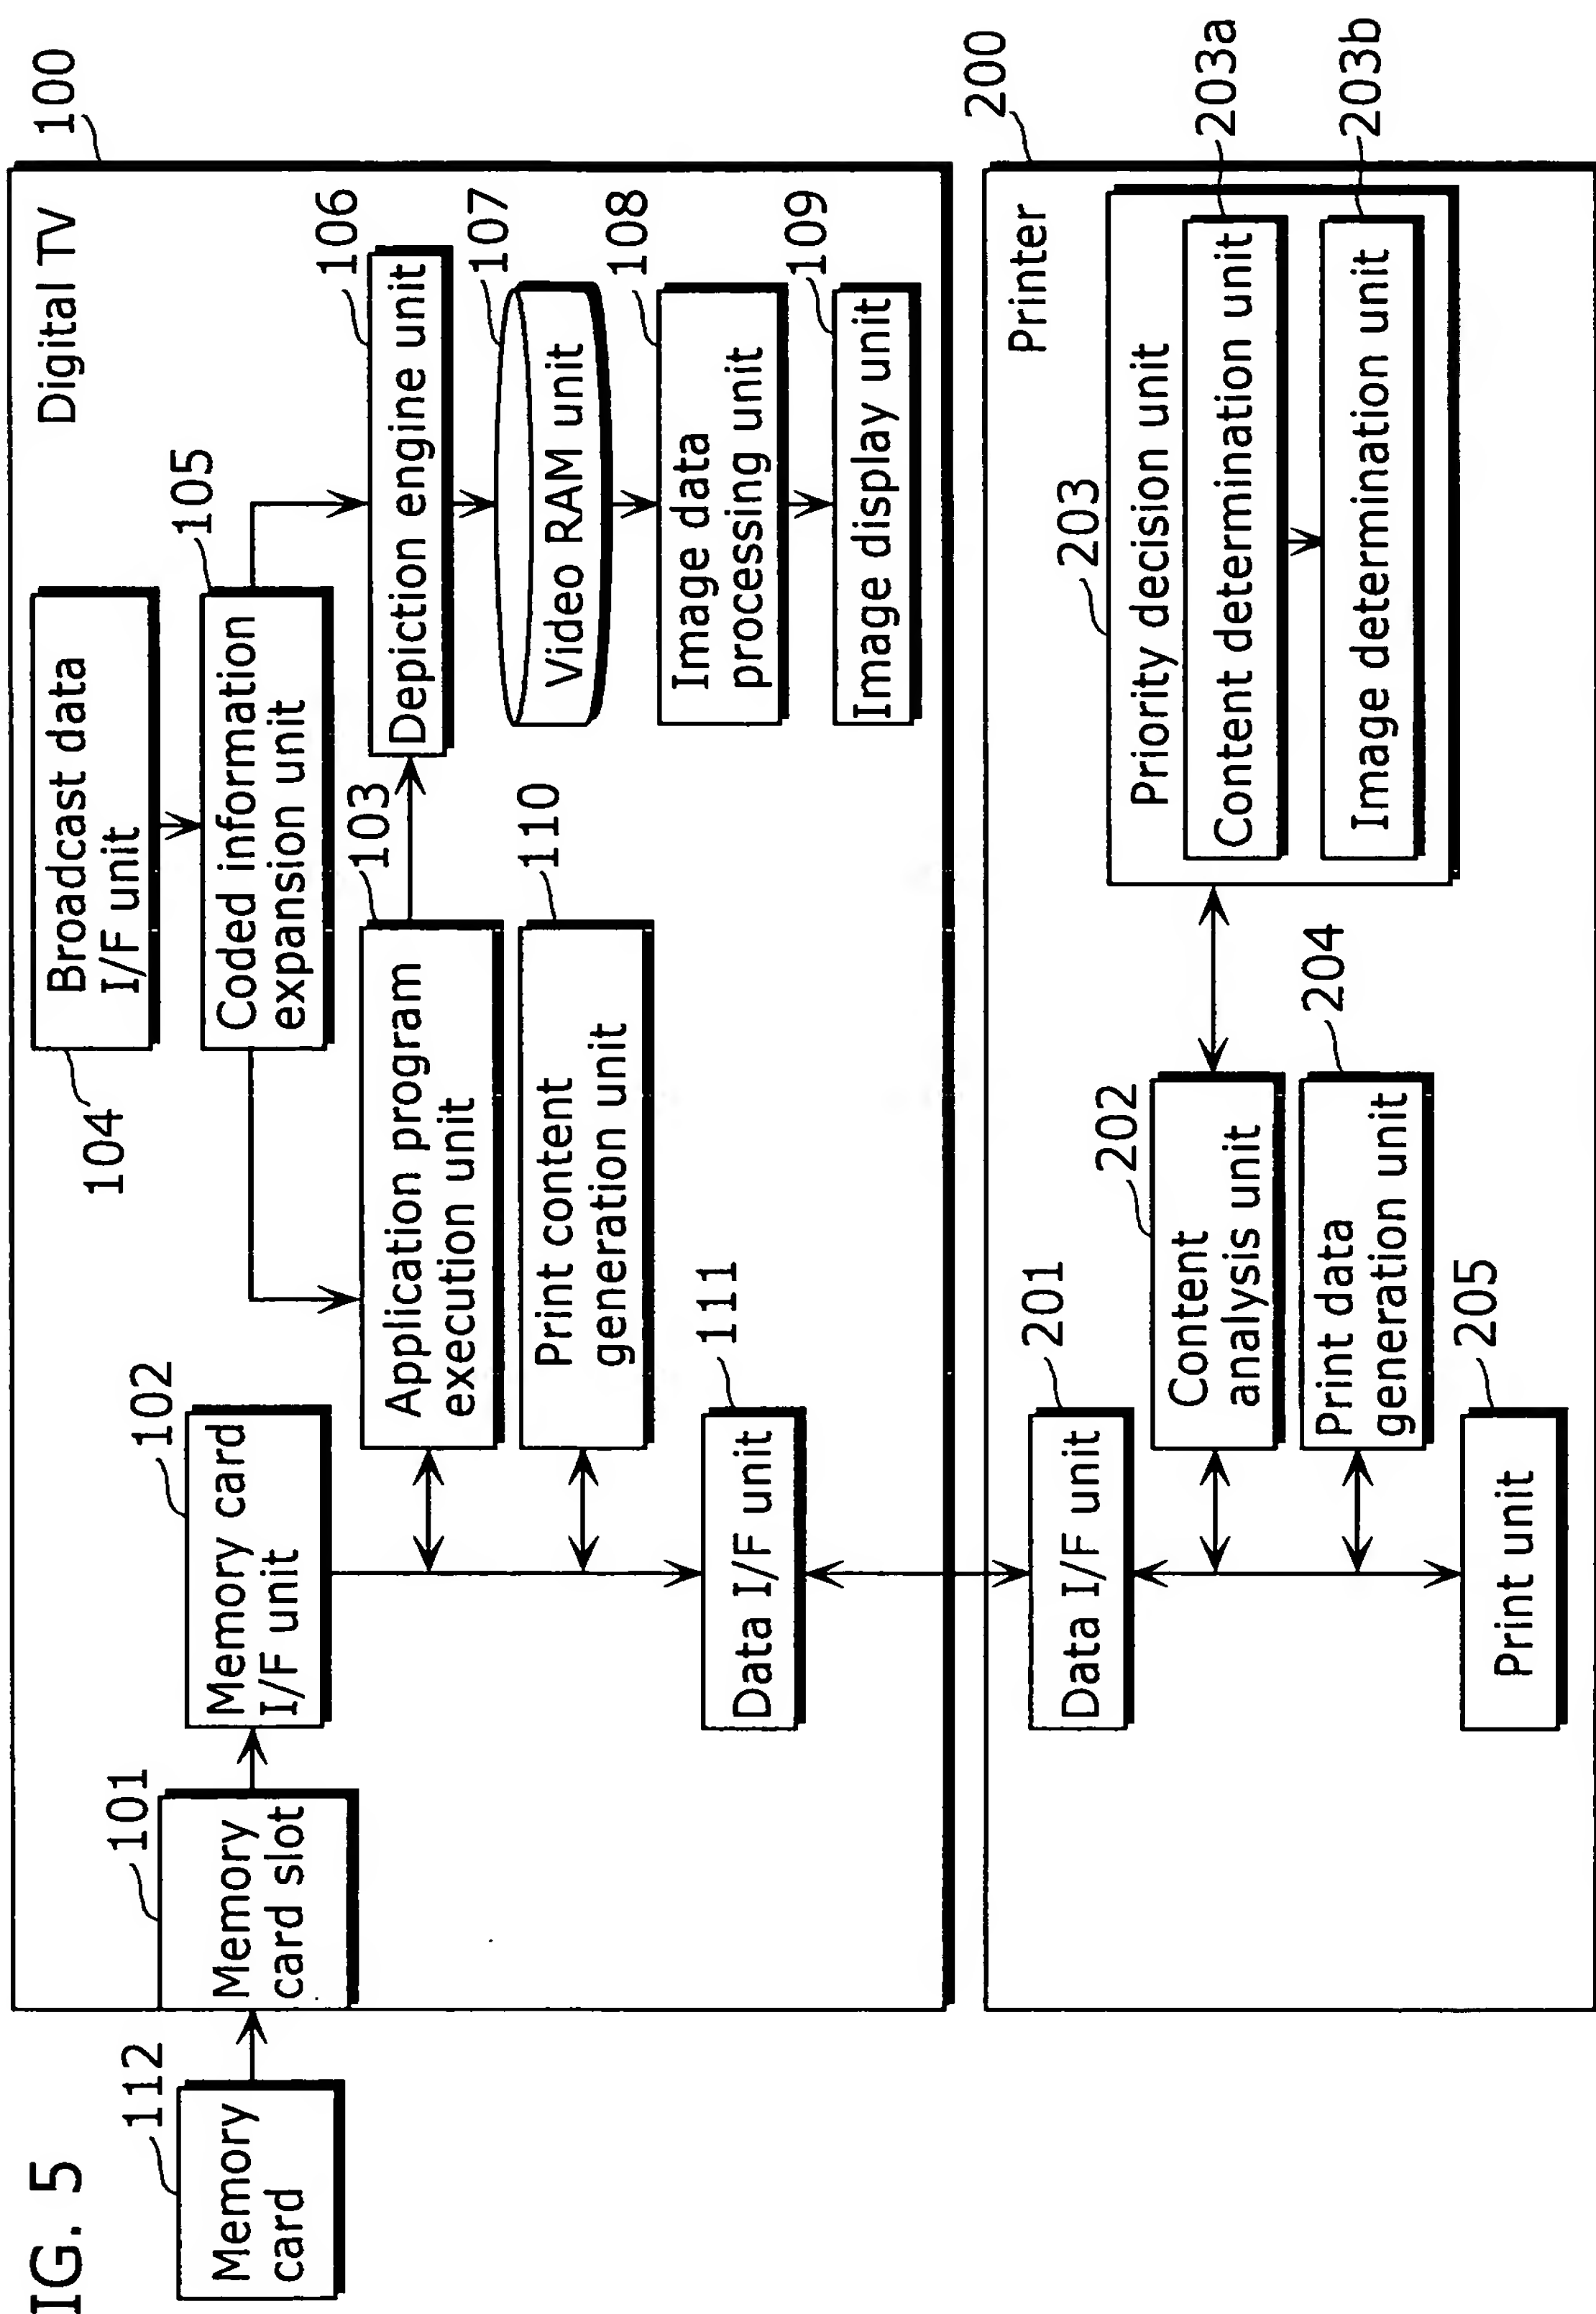 IG. 5
100
Digital TV
104
Broadcast data
I/F unit
105
Coded information
expansion unit
112
Memory
card
101
Memory
card slot
102
Memory card
I/F unit
103
Application program
execution unit
106
Depiction engine unit
107
Video RAM unit
110
Print content
generation unit
108
Image data
processing unit
111
Data I/F unit
109
Image display unit
200
Printer
201
Data I/F unit
203
Priority decision unit
202
Content
analysis unit
203a
Content determination unit
204
Print data
generation unit
203b
Image determination unit
205
Print unit